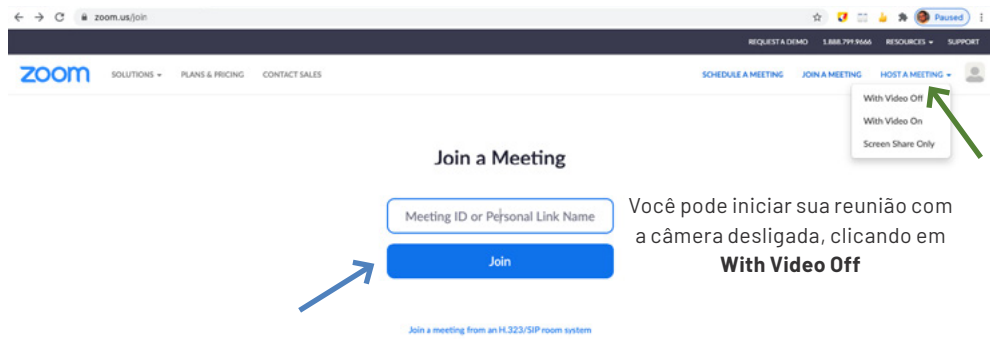 zoom.us/join
Paused
REQUEST A DEMO 1.888.799.9666 RESOURCES SUPPORT
zoom SOLUTIONS PLANS & PRICING CONTACT SALES SCHEDULE A MEETING JOIN A MEETING HOST A MEETING
With Video Off
With Video On
Screen Share Only
Join a Meeting
Meeting ID or Personal Link Name
Join
Você pode iniciar sua reunião com
a câmera desligada, clicando em
With Video Off
Join a meeting from an H.323/SIP room system